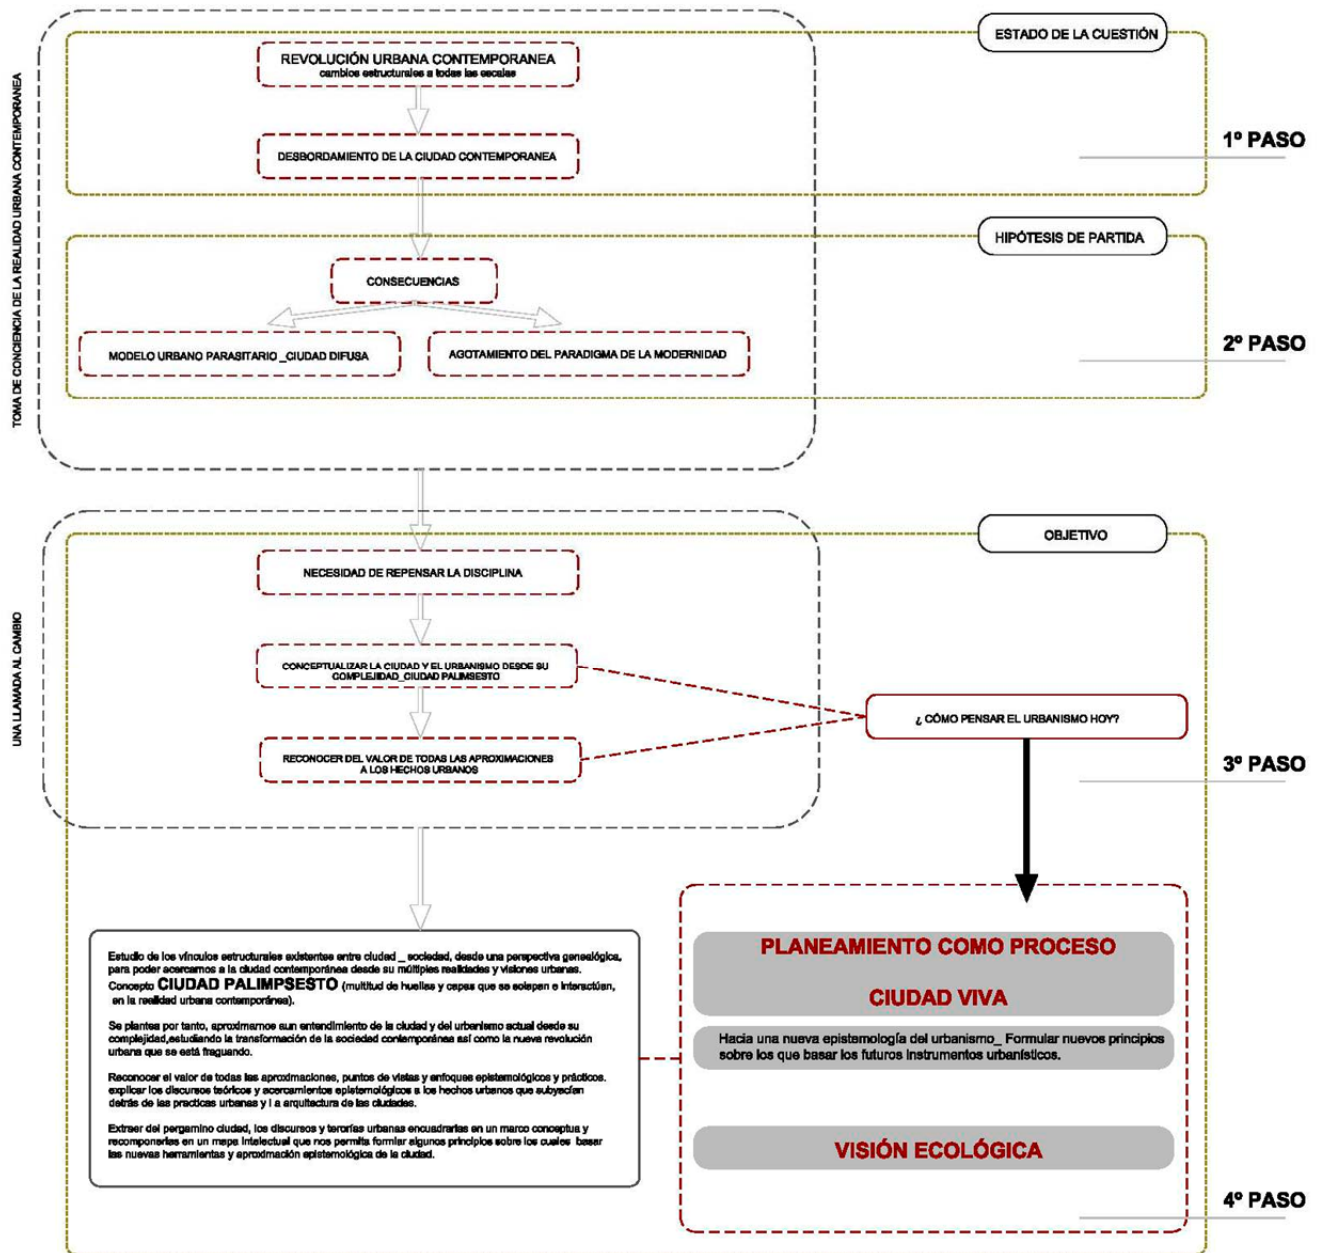 TOMA DE CONCIENCIA DE LA REALIDAD URBANA CONTEMPORANEA
ESTADO DE LA CUESTIÓN
REVOLUCIÓN URBANA CONTEMPORANEA
cambios estructurales a todas las escalas
1º PASO
DESBORDAMIENTO DE LA CIUDAD CONTEMPORANEA
HIPÓTESIS DE PARTIDA
CONSECUENCIAS
2º PASO
MODELO URBANO PARASITARIO _CIUDAD DIFUSA
AGOTAMIENTO DEL PARADIGMA DE LA MODERNIDAD
UNA LLAMADA AL CAMBIO
OBJETIVO
NECESIDAD DE REPENSAR LA DISCIPLINA
CONCEPTUALIZAR LA CIUDAD Y EL URBANISMO DESDE SU
COMPLEJIDAD_CIUDAD PALIMSESTO
¿ CÓMO PENSAR EL URBANISMO HOY?
RECONOCER DEL VALOR DE TODAS LAS APROXIMACIONES
A LOS HECHOS URBANOS
3º PASO
Estudio de los vínculos estructurales existentes entre ciudad _ sociedad, desde una perspectiva genealógica,
para poder acercarnos a la ciudad contemporánea desde su múltiples realidades y visiones urbanas.
Concepto CIUDAD PALIMPSESTO (multitud de huellas y capas que se solapan e interactúan,
en la realidad urbana contemporánea).
Se plantea por tanto, aproximarnos aun entendimiento de la ciudad y del urbanismo actual desde su
complejidad,estudiando la transformación de la sociedad contemporánea así como la nueva revolución
urbana que se está fraguando.
Reconocer el valor de todas las aproximaciones, puntos de vistas y enfoques epistemológicos y prácticos.
explicar los discursos teóricos y acercamientos epistemológicos a los hechos urbanos que subyacían
detrás de las practicas urbanas y l a arquitectura de las ciudades.
Extraer del pergamino ciudad, los discursos y terorías urbanas encuadrarlas en un marco conceptua y
recomponerlas en un mapa intelectual que nos permita formlar algunos principios sobre los cuales basar
las nuevas herramientas y aproximación epistemológica de la ciudad.
PLANEAMIENTO COMO PROCESO
CIUDAD VIVA
Hacia una nueva epistemología del urbanismo_ Formular nuevos principios
sobre los que basar los futuros instrumentos urbanísticos.
VISIÓN ECOLÓGICA
4º PASO